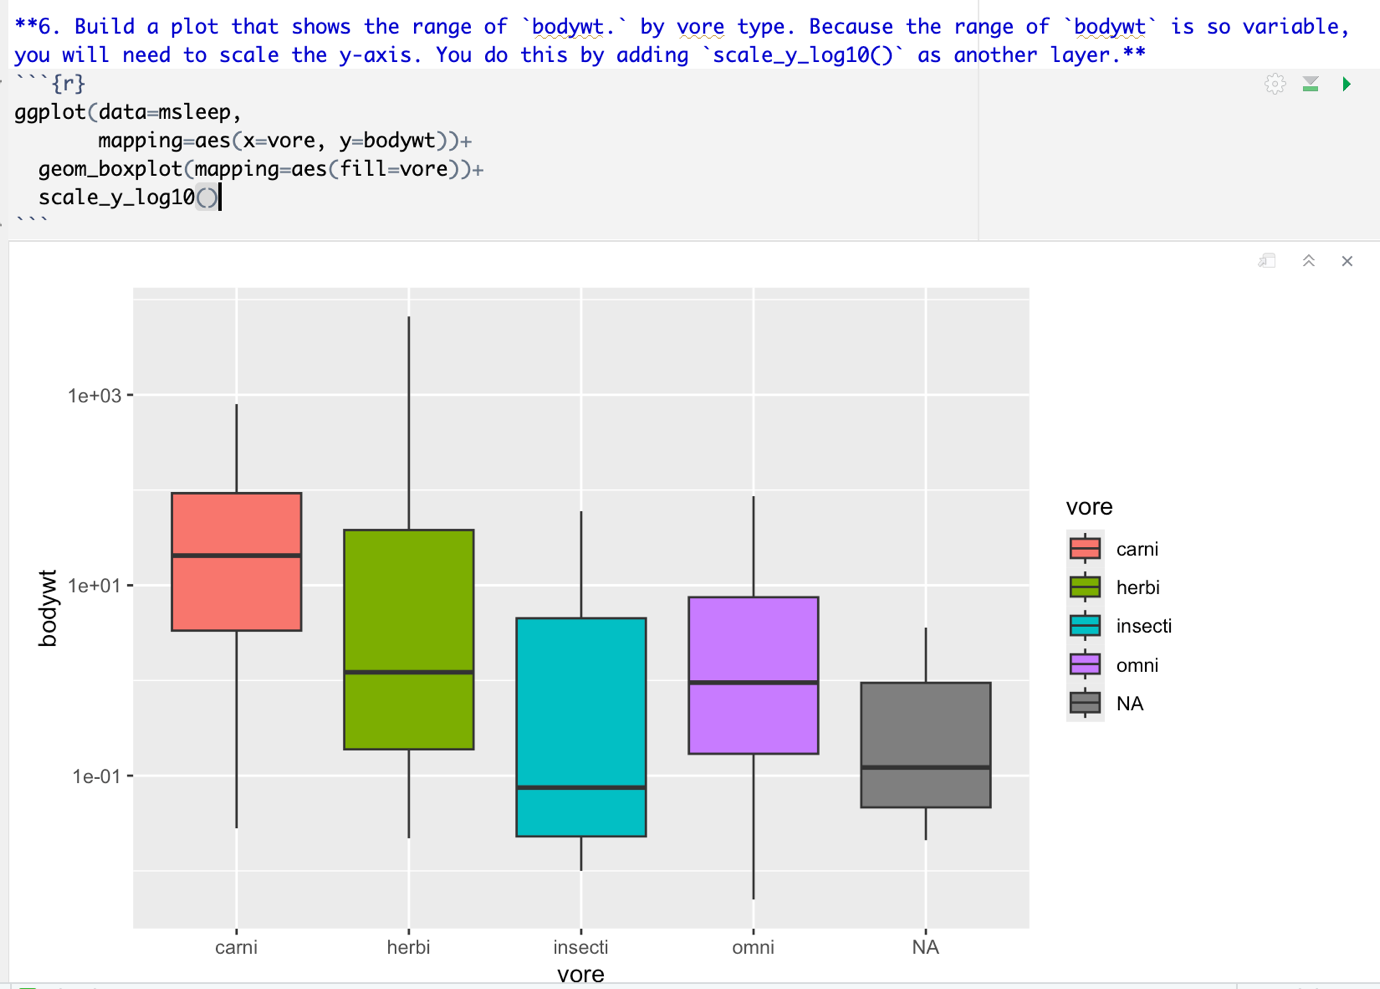 **6. Build a plot that shows the range of `bodywt.` by vore type. Because the range of `bodywt` is so variable,
you will need to scale the y-axis. You do this by adding `scale_y_log10()` as another layer.**
```{r}
ggplot(data=msleep,
       mapping=aes(x=vore, y=bodywt))+
  geom_boxplot(mapping=aes(fill=vore))+
  scale_y_log10()
```
1e+03
1e+01
1e-01
bodywt
carni herbi insecti omni NA
vore
vore
carni
herbi
insecti
omni
NA